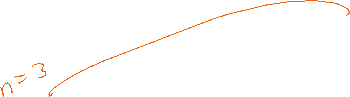 n = 3